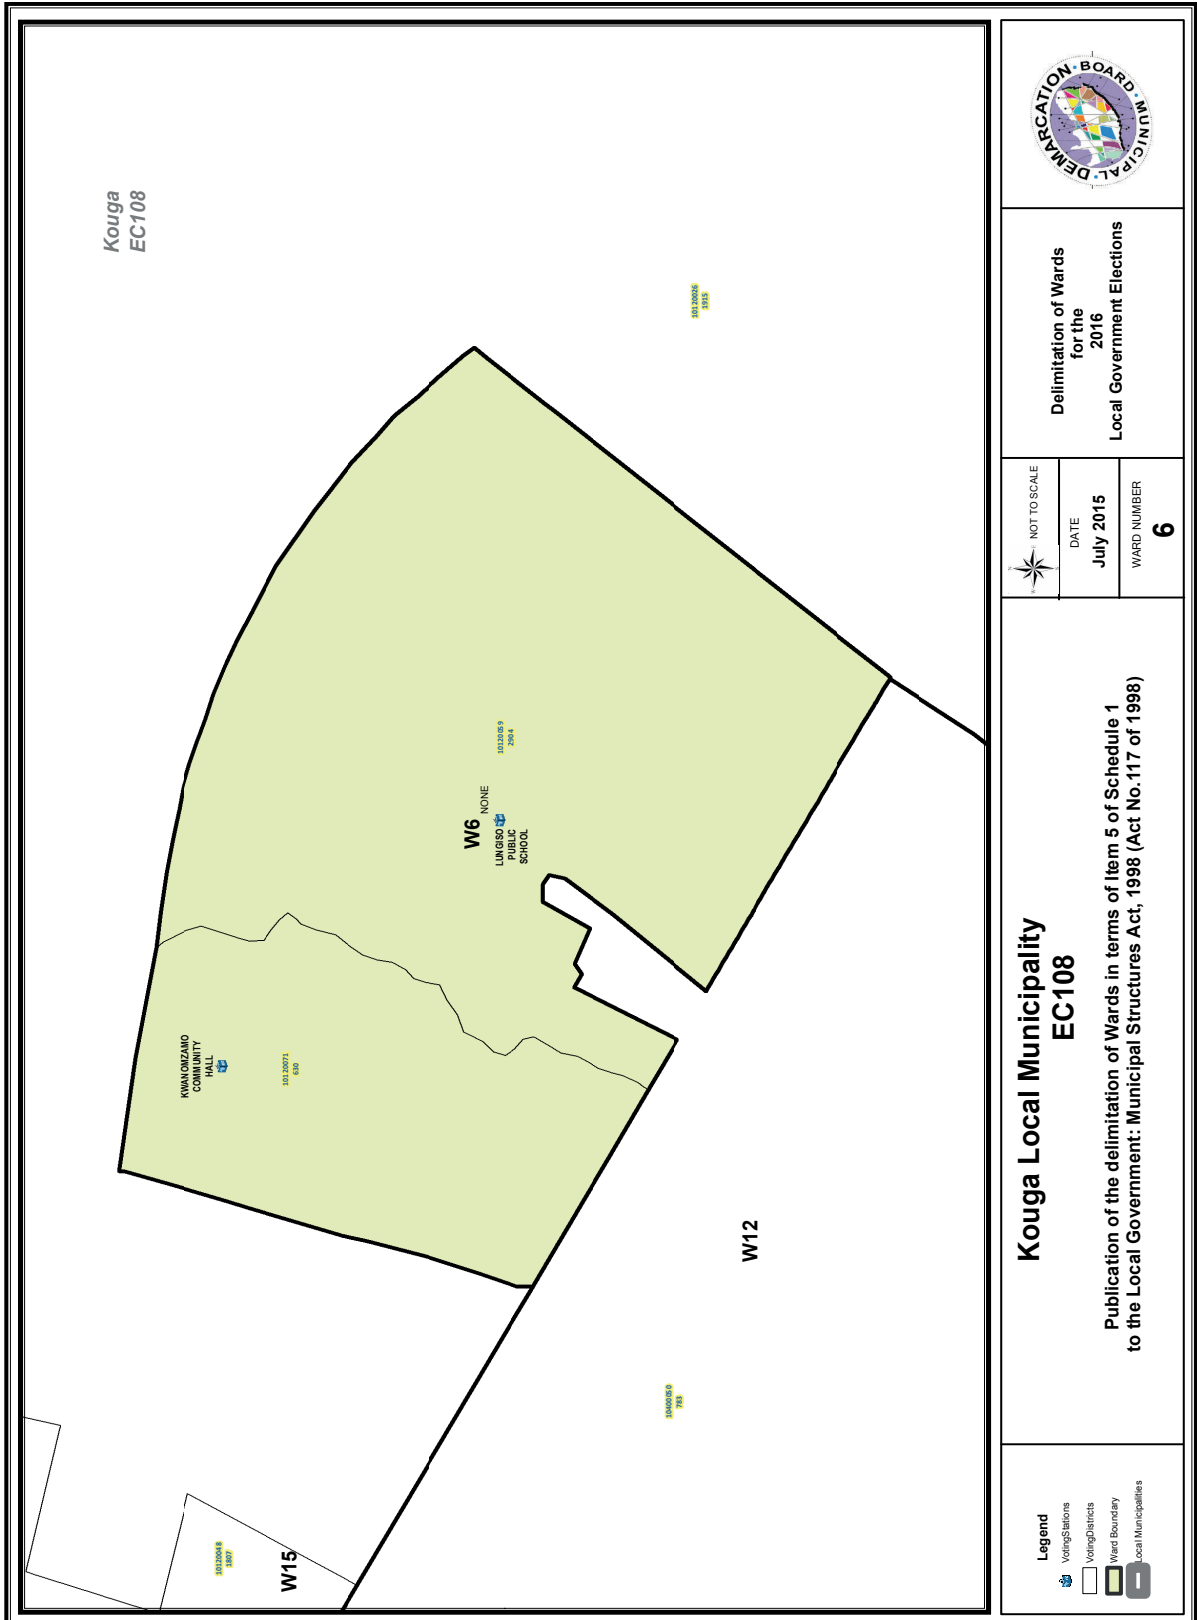 Kouga
EC108
10120026
1915
10120059
2904
W6
NONE
LUNGISO
PUBLIC
SCHOOL
KWANOMZAMO
COMMUNITY
HALL
10120071
630
W12
10400050
783
10120048
1807
W15
Legend
VotingStations
VotingDistricts
Ward Boundary
Local Municipalities
Kouga Local Municipality
EC108
Publication of the delimitation of Wards in terms of Item 5 of Schedule 1
to the Local Government: Municipal Structures Act, 1998 (Act No.117 of 1998)
NOT TO SCALE
DATE
July 2015
WARD NUMBER
6
Delimitation of Wards
for the
2016
Local Government Elections
MUNICIPAL · DEMARCATION · BOARD ·